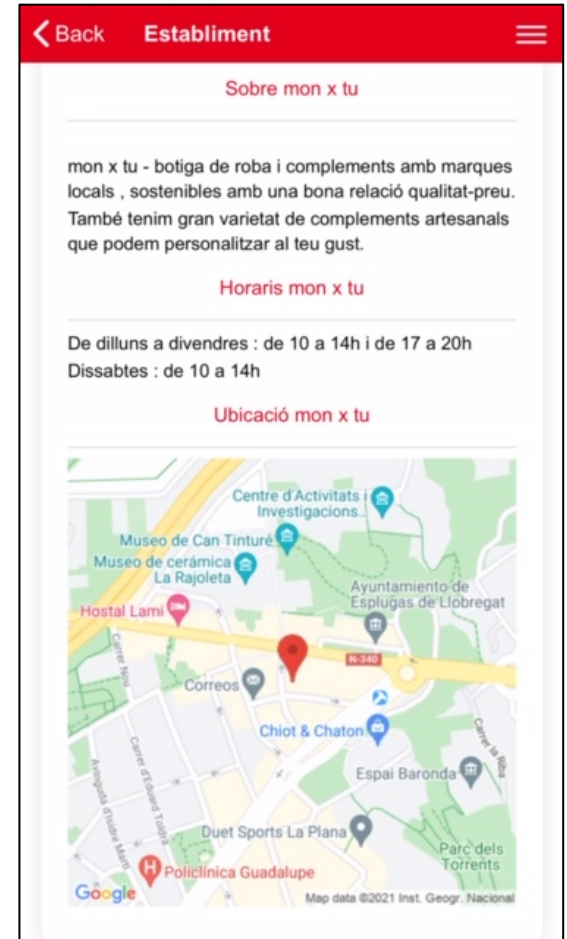 Back Establiment
Sobre mon x tu
mon x tu - botiga de roba i complements amb marques
locals , sostenibles amb una bona relació qualitat-preu.
També tenim gran varietat de complements artesanals
que podem personalitzar al teu gust.
Horaris mon x tu
De dilluns a divendres : de 10 a 14h i de 17 a 20h
Dissabtes : de 10 a 14h
Ubicació mon x tu
Centre d'Activitats i
Investigacions...
Museo de Can Tinturé
Museo de cerámica
La Rajoleta
Ayuntamiento de
Esplugas de Llobregat
Hostal Lami
N-340
Carrer Nou
Correos
Chiot & Chaton
Carrer la Riba
Carrer d'Eduard Toldrà
Espai Baronda
Avinguda d'Isidre Martí
Duet Sports La Plana
Parc dels
Torrents
H
Policlínica Guadalupe
Google
Map data ©2021 Inst. Geogr. Nacional